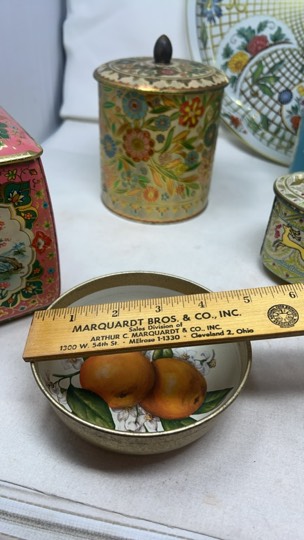 1 2 3 4 5 6
MARQUARDT BROS. & CO., INC.
Sales Division of
ARTHUR C. MARQUARDT & CO., INC.
1300 W. 54th St. - MElrose 1-1330 - Cleveland 2, Ohio